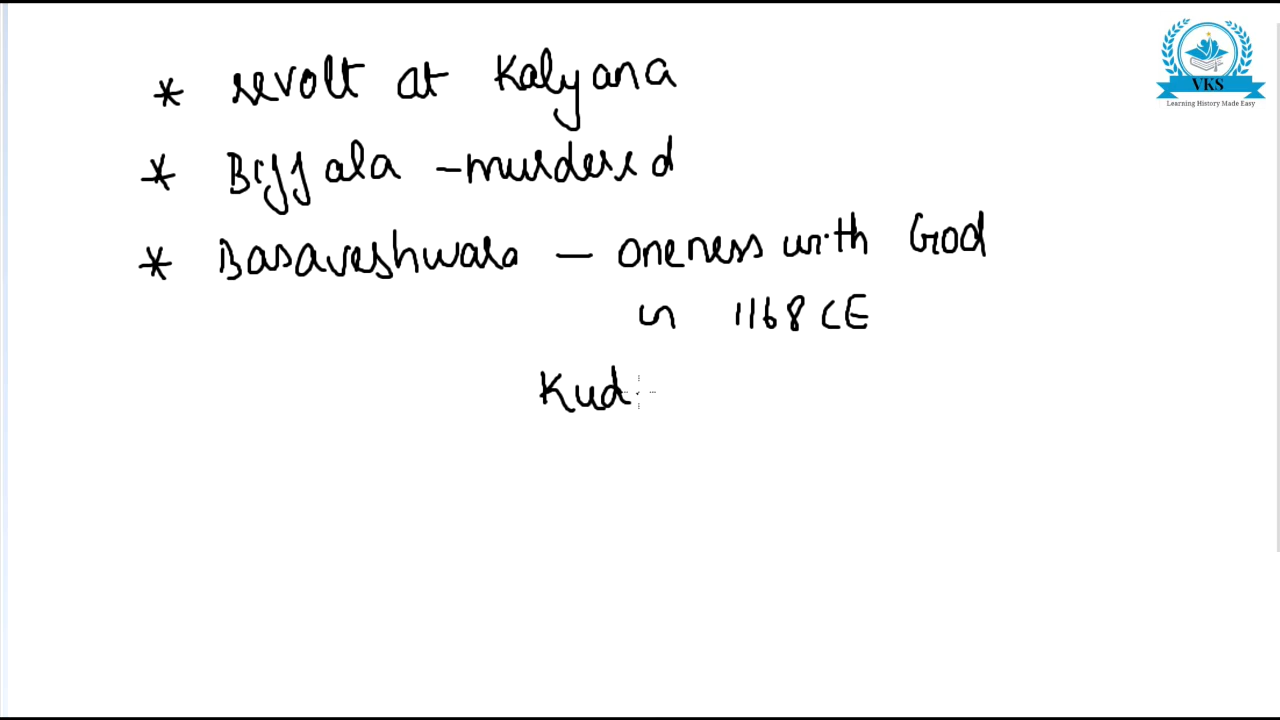 * revolt at Kalyana
* Bijjala - murdered
* Basaveshwara - oneness with God
in 1168 CE
Kud
VKS
Learning History Made Easy